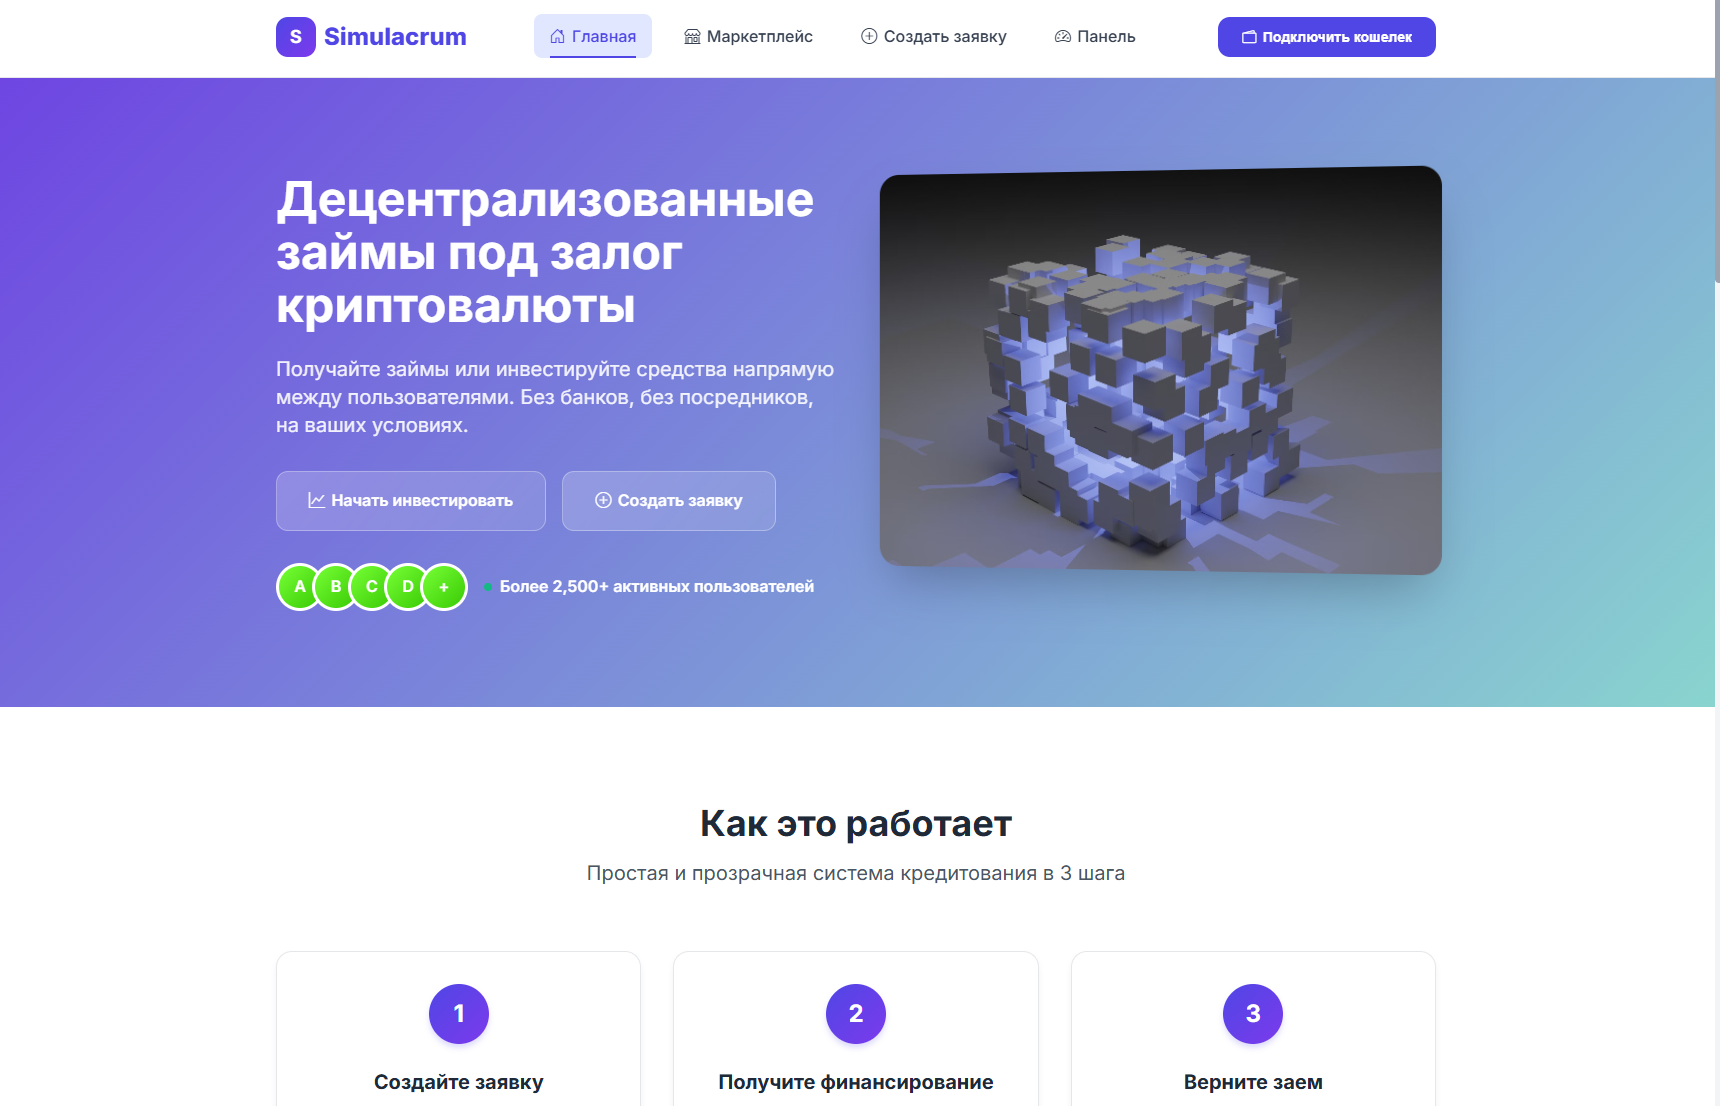 S Simulacrum
Главная
Маркетплейс
Создать заявку
Панель
Подключить кошелек
Децентрализованные
займы под залог
криптовалюты
Получайте займы или инвестируйте средства напрямую
между пользователями. Без банков, без посредников,
на ваших условиях.
Начать инвестировать
Создать заявку
A B C D +
Более 2,500+ активных пользователей
Как это работает
Простая и прозрачная система кредитования в 3 шага
1
Создайте заявку
2
Получите финансирование
3
Верните заем